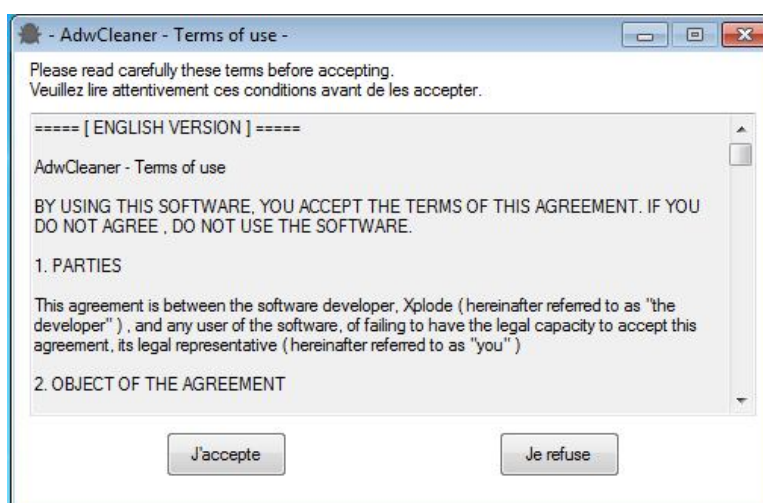 - AdwCleaner - Terms of use -
Please read carefully these terms before accepting.
Veuillez lire attentivement ces conditions avant de les accepter.
===== [ ENGLISH VERSION ] =====
AdwCleaner - Terms of use
BY USING THIS SOFTWARE, YOU ACCEPT THE TERMS OF THIS AGREEMENT. IF YOU
DO NOT AGREE , DO NOT USE THE SOFTWARE.
1. PARTIES
This agreement is between the software developer, Xplode ( hereinafter referred to as "the
developer" ) , and any user of the software, of failing to have the legal capacity to accept this
agreement, its legal representative ( hereinafter referred to as "you" )
2. OBJECT OF THE AGREEMENT
J'accepte
Je refuse